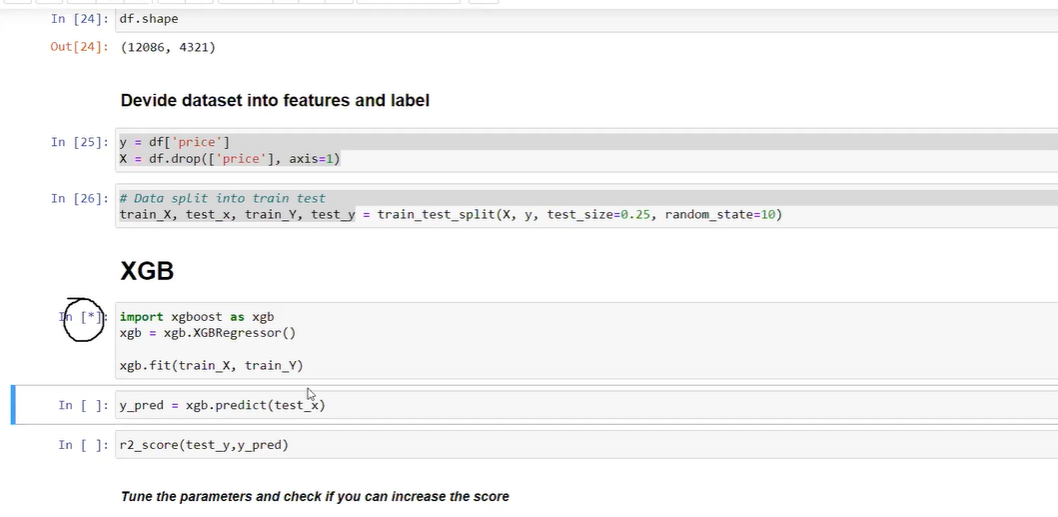 In [24]: df.shape
Out[24]: (12086, 4321)
Devide dataset into features and label
In [25]: y = df['price']
X = df.drop(['price'], axis=1)
In [26]: # Data split into train test
train_X, test_x, train_Y, test_y = train_test_split(X, y, test_size=0.25, random_state=10)
XGB
In [*]: import xgboost as xgb
xgb = xgb.XGBRegressor()
xgb.fit(train_X, train_Y)
In [ ]: y_pred = xgb.predict(test_x)
In [ ]: r2_score(test_y,y_pred)
Tune the parameters and check if you can increase the score